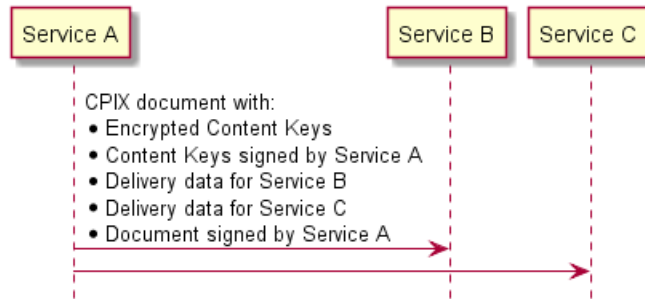 Service A
Service B
Service C
CPIX document with:
• Encrypted Content Keys
• Content Keys signed by Service A
• Delivery data for Service B
• Delivery data for Service C
• Document signed by Service A